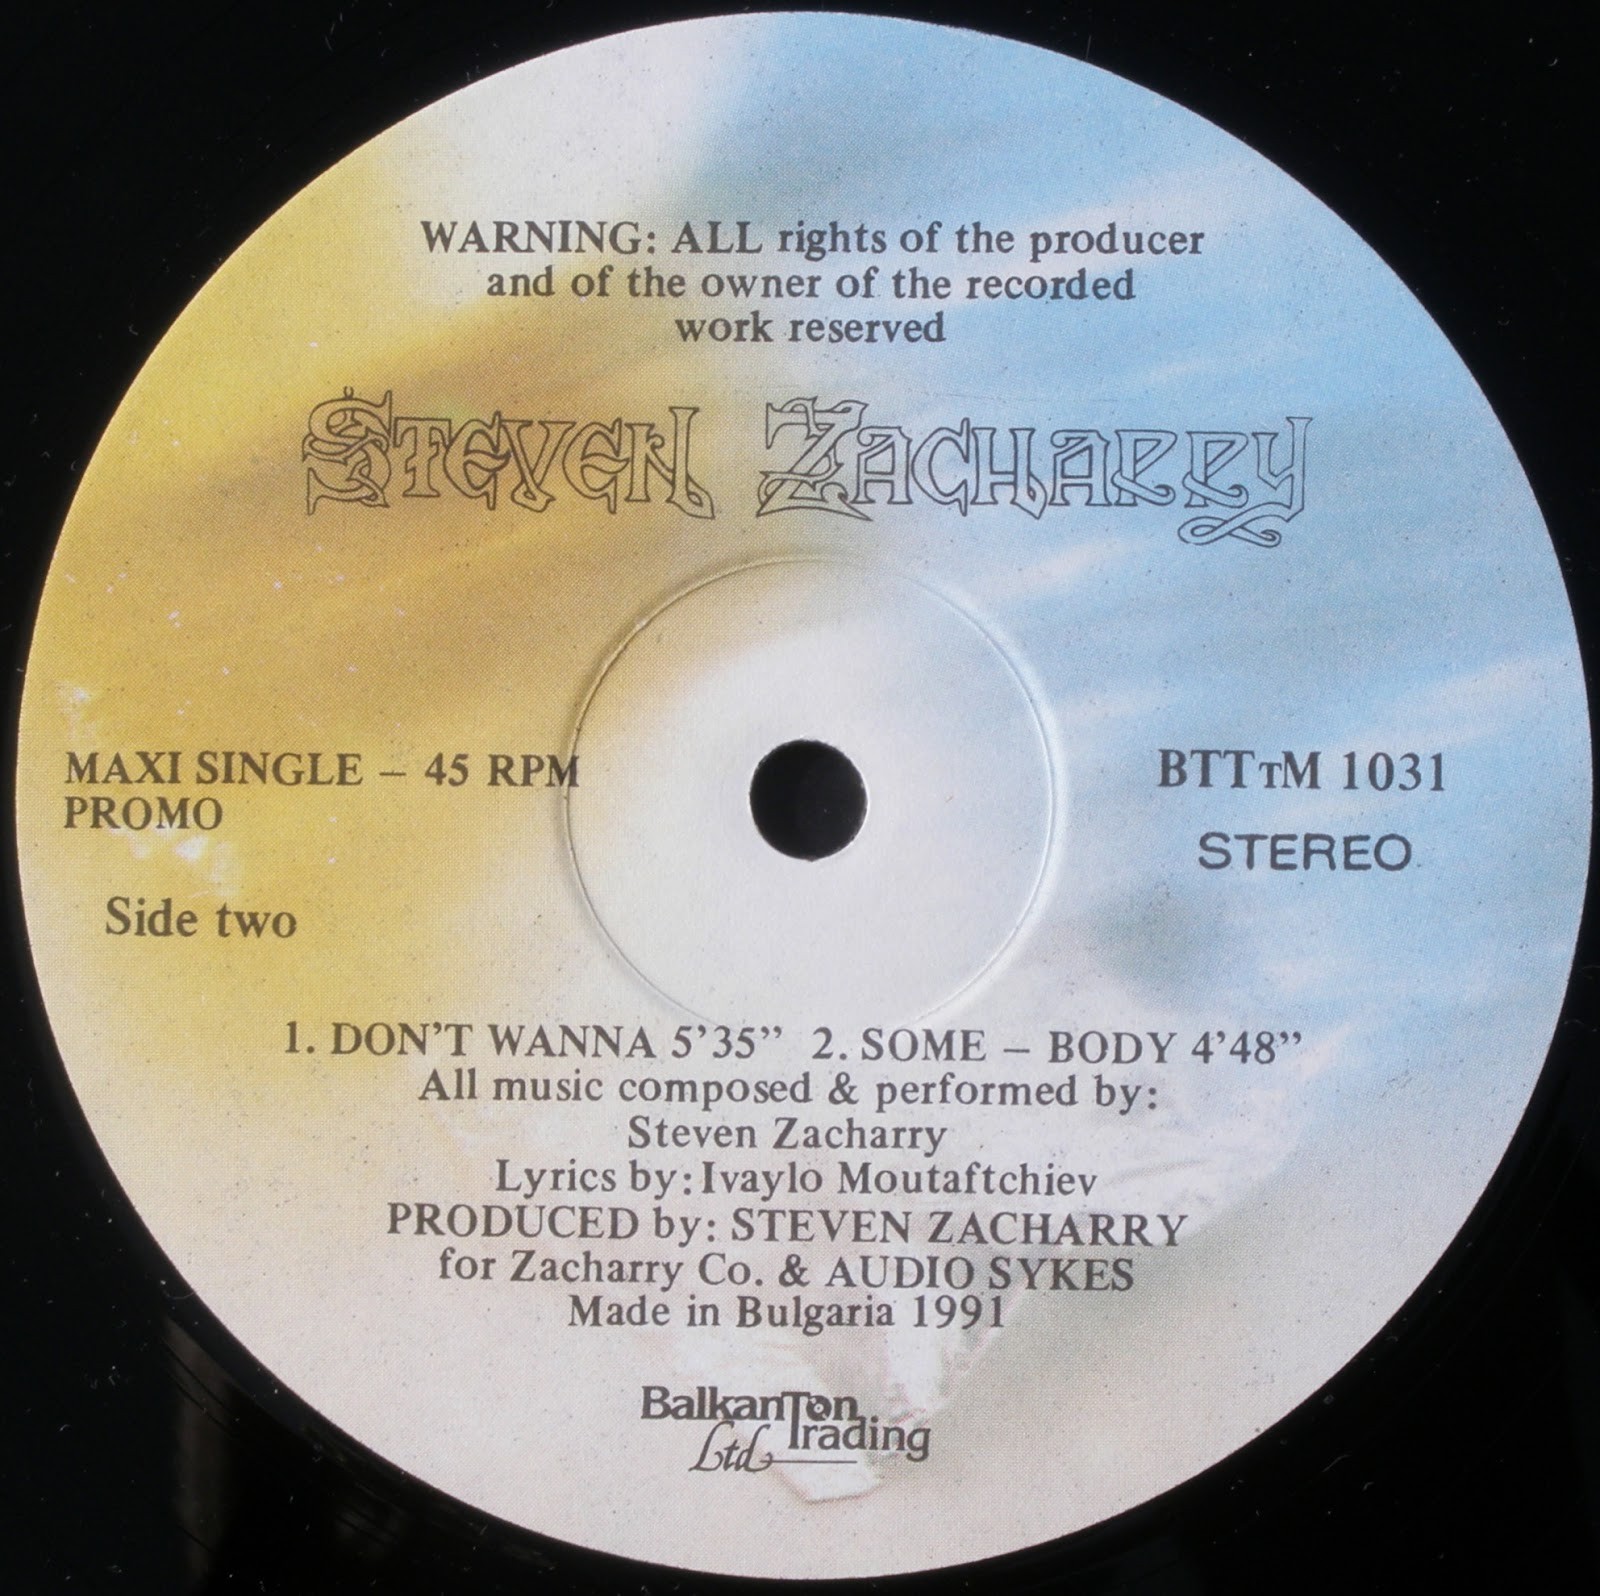 WARNING: ALL rights of the producer
and of the owner of the recorded
work reserved
STEVEN ZACHARRY
MAXI SINGLE – 45 RPM
PROMO
BTTTM 1031
STEREO
Side two
1. DON'T WANNA 5'35” 2. SOME – BODY 4'48”
All music composed & performed by:
Steven Zacharry
Lyrics by: Ivaylo Moutaftchiev
PRODUCED by: STEVEN ZACHARRY
for Zacharry Co. & AUDIO SYKES
Made in Bulgaria 1991
BalkanTon
Trading
Ltd